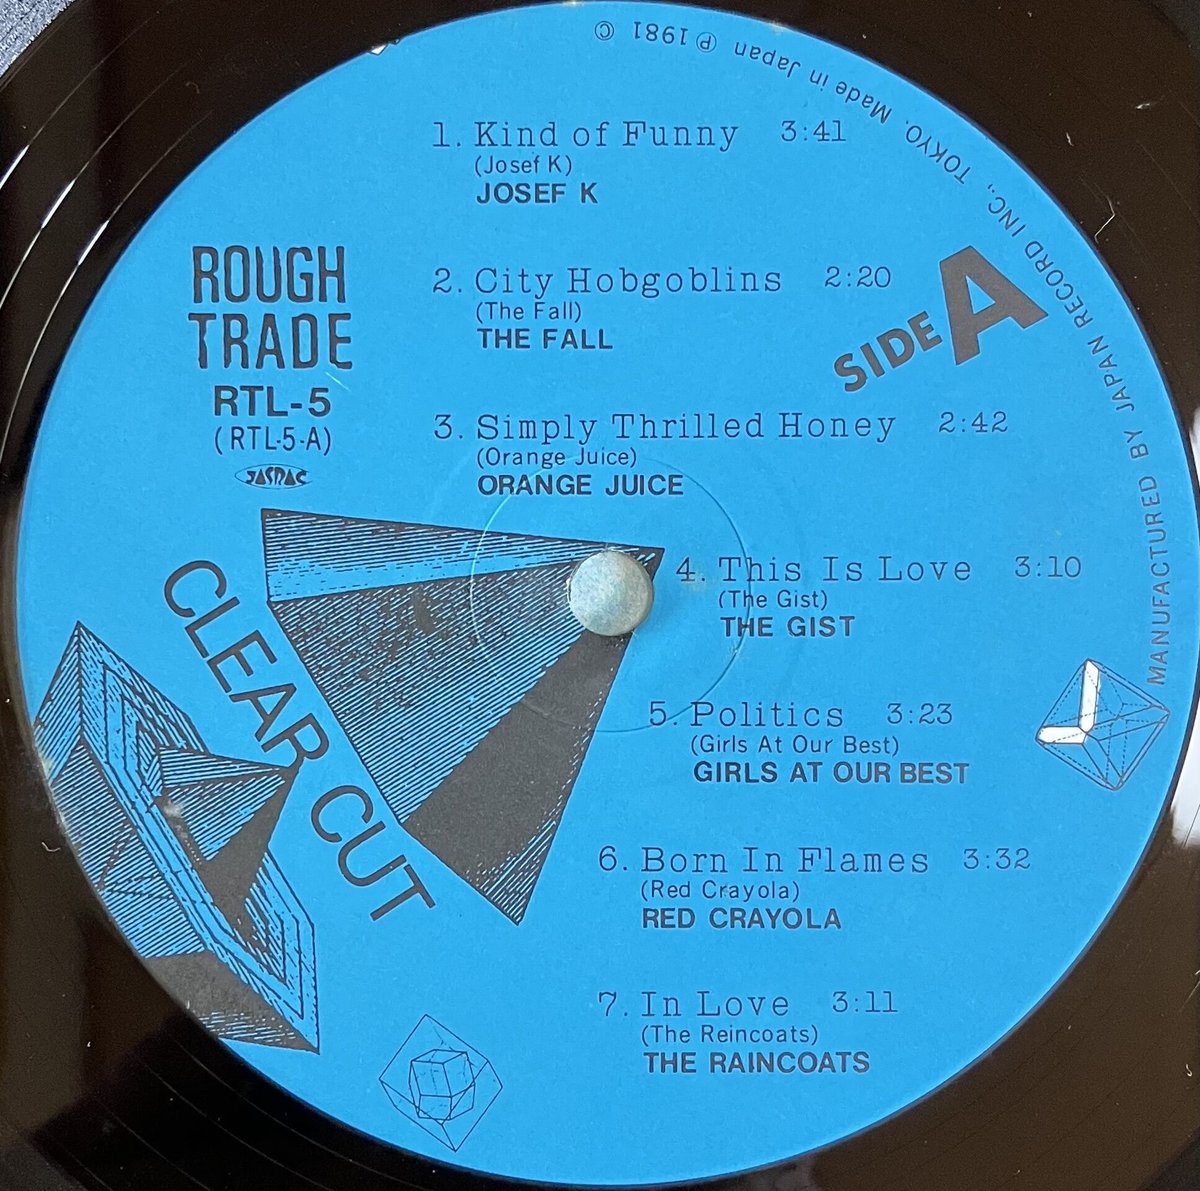 ROUGH
TRADE
RTL-5
(RTL-5-A)
JASRAC
CLEAR CUT
SIDE A
1. Kind of Funny 3:41
(Josef K)
JOSEF K
2. City Hobgoblins 2:20
(The Fall)
THE FALL
3. Simply Thrilled Honey 2:42
(Orange Juice)
ORANGE JUICE
4. This Is Love 3:10
(The Gist)
THE GIST
5. Politics 3:23
(Girls At Our Best)
GIRLS AT OUR BEST
6. Born In Flames 3:32
(Red Crayola)
RED CRAYOLA
7. In Love 3:11
(The Reincoats)
THE RAINCOATS
MANUFACTURED BY JAPAN RECORD INC., TOKYO. Made in Japan ℗ 1981 ©